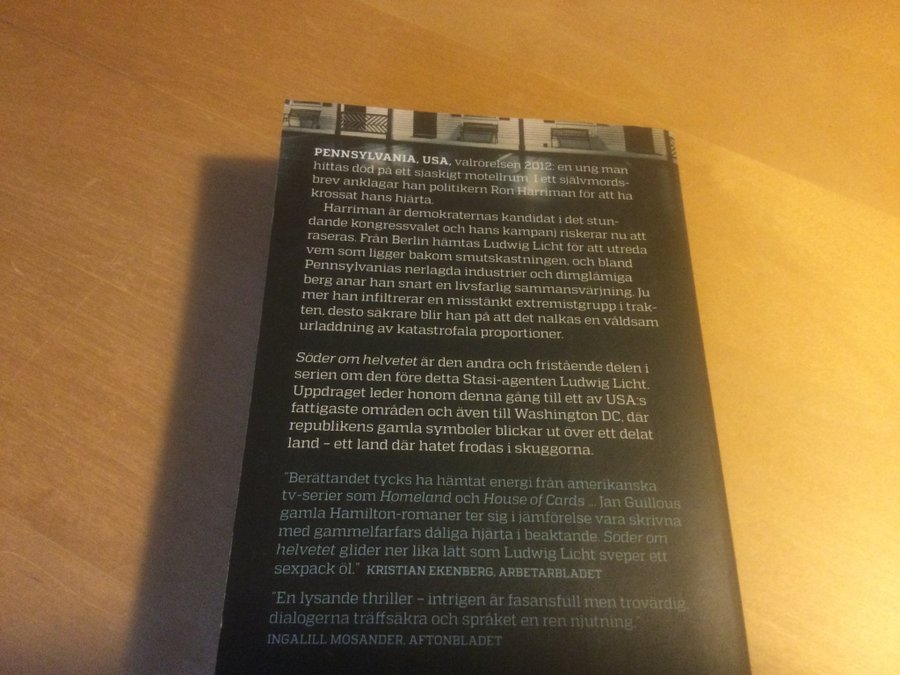 PENNSYLVANIA, USA, valrörelsen 2012: en ung man
hittas död på ett sjaskigt motellrum. I ett självmords-
brev anklagar han politikern Ron Harriman för att ha
krossat hans hjärta.
Harriman är demokraternas kandidat i det stun-
dande kongressvalet och hans kampanj riskerar nu att
raseras. Från Berlin hämtas Ludwig Licht för att utreda
vem som ligger bakom smutskastningen, och bland
Pennsylvanias nerlagda industrier och dimglåmiga
berg anar han snart en livsfarlig sammansvärjning. Ju
mer han infiltrerar en misstänkt extremistgrupp i trak-
ten, desto säkrare blir han på att det nalkas en våldsam
urladdning av katastrofala proportioner.
Söder om helvetet är den andra och fristående delen i
serien om den före detta Stasi-agenten Ludwig Licht.
Uppdraget leder honom denna gång till ett av USA:s
fattigaste områden och även till Washington DC, där
republikens gamla symboler blickar ut över ett delat
land – ett land där hatet frodas i skuggorna.
"Berättandet tycks ha hämtat energi från amerikanska
tv-serier som Homeland och House of Cards ... Jan Guillous
gamla Hamilton-romaner ter sig i jämförelse vara skrivna
med gammelfarfars dåliga hjärta i beaktande. Söder om
helvetet glider ner lika lätt som Ludwig Licht sveper ett
sexpack öl." KRISTIAN EKENBERG, ARBETARBLADET
"En lysande thriller – intrigen är fasansfull men trovärdig,
dialogerna träffsäkra och språket en ren njutning."
INGALILL MOSANDER, AFTONBLADET